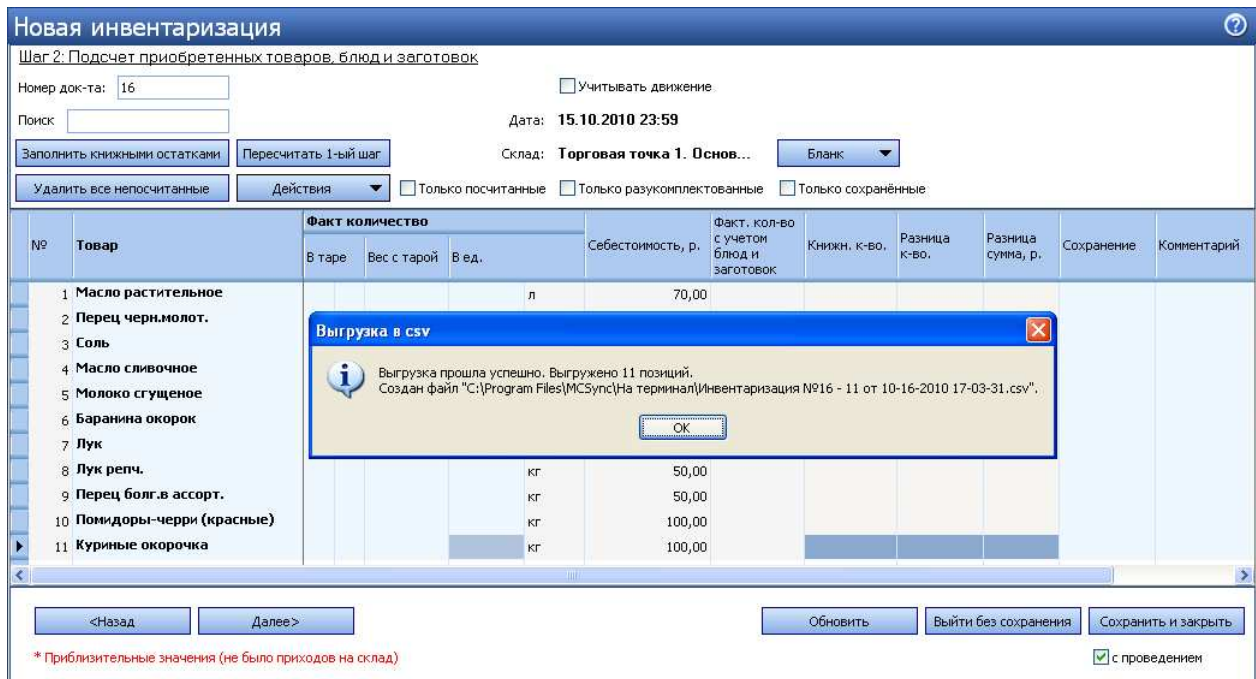 Новая инвентаризация
Шаг 2: Подсчет приобретенных товаров, блюд и заготовок
Номер док-та: 16
Учитывать движение
Поиск
Дата: 15.10.2010 23:59
Заполнить книжными остатками Пересчитать 1-ый шаг Склад: Торговая точка 1. Основ... Бланк
Удалить все непосчитанные Действия Только посчитанные Только разукомплектованные Только сохранённые
№ Товар Факт количество Себестоимость, р. Факт. кол-во с учетом блюд и заготовок Книжн. к-во. Разница к-во. Разница сумма, р. Сохранение Комментарий
В таре Вес с тарой В ед.
1 Масло растительное л 70,00
2 Перец черн.молот.
3 Соль
4 Масло сливочное
5 Молоко сгущеное
6 Баранина окорок
7 Лук
Выгрузка в csv
Выгрузка прошла успешно. Выгружено 11 позиций.
Создан файл "C:\Program Files\MCSync\На терминал\Инвентаризация №16 - 11 от 10-16-2010 17-03-31.csv".
ОК
8 Лук репч. кг 50,00
9 Перец болг.в ассорт. кг 50,00
10 Помидоры-черри (красные) кг 100,00
11 Куриные окорочка кг 100,00
<Назад Далее> Обновить Выйти без сохранения Сохранить и закрыть
* Приблизительные значения (не было приходов на склад) с проведением